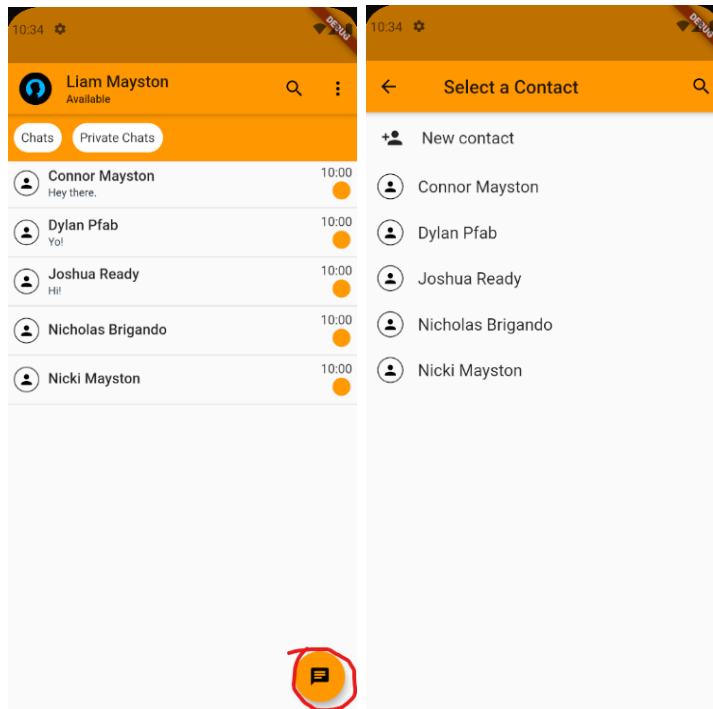 10:34
DEBUG
Liam Mayston
Available
Chats
Private Chats
Connor Mayston
10:00
Hey there.
Dylan Pfab
10:00
Yo!
Joshua Ready
10:00
Hi!
Nicholas Brigando
10:00
Nicki Mayston
10:00
10:34
DEBUG
Select a Contact
New contact
Connor Mayston
Dylan Pfab
Joshua Ready
Nicholas Brigando
Nicki Mayston